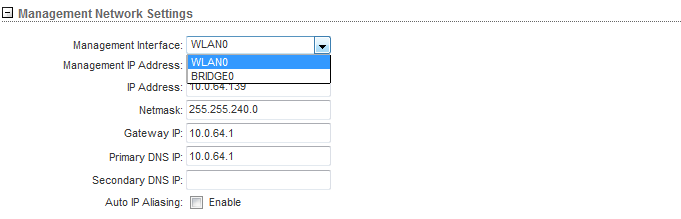 Management Network Settings
Management Interface: WLAN0
Management IP Address: WLAN0
BRIDGE0
IP Address: 10.0.64.139
Netmask: 255.255.240.0
Gateway IP: 10.0.64.1
Primary DNS IP: 10.0.64.1
Secondary DNS IP:
Auto IP Aliasing: Enable